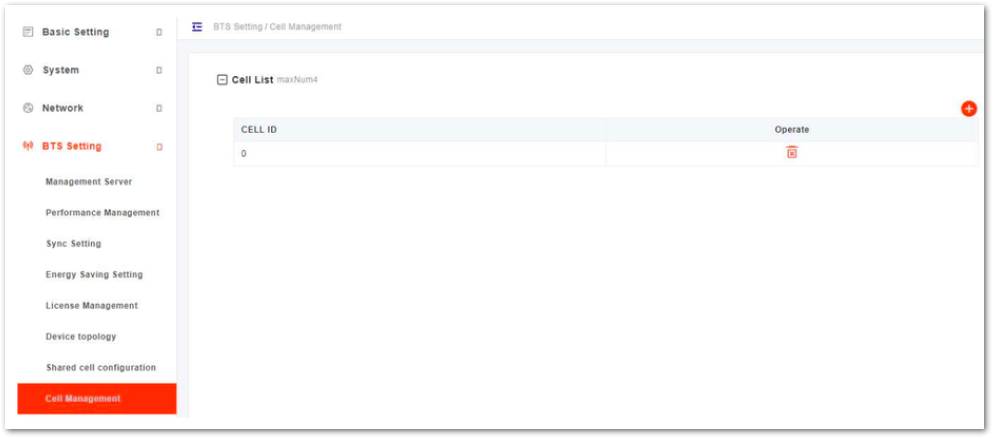 Basic Setting
BTS Setting / Cell Management
System
Cell List maxNum4
Network
CELL ID Operate
BTS Setting
0
Management Server
Performance Management
Sync Setting
Energy Saving Setting
License Management
Device topology
Shared cell configuration
Cell Management